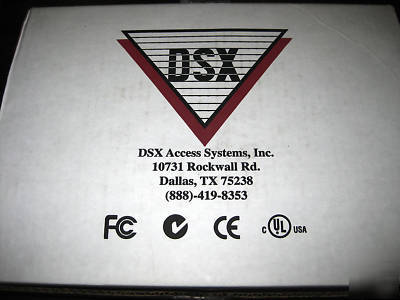 DSX
DSX Access Systems, Inc.
10731 Rockwall Rd.
Dallas, TX 75238
(888)-419-8353
FC CE c UL USA